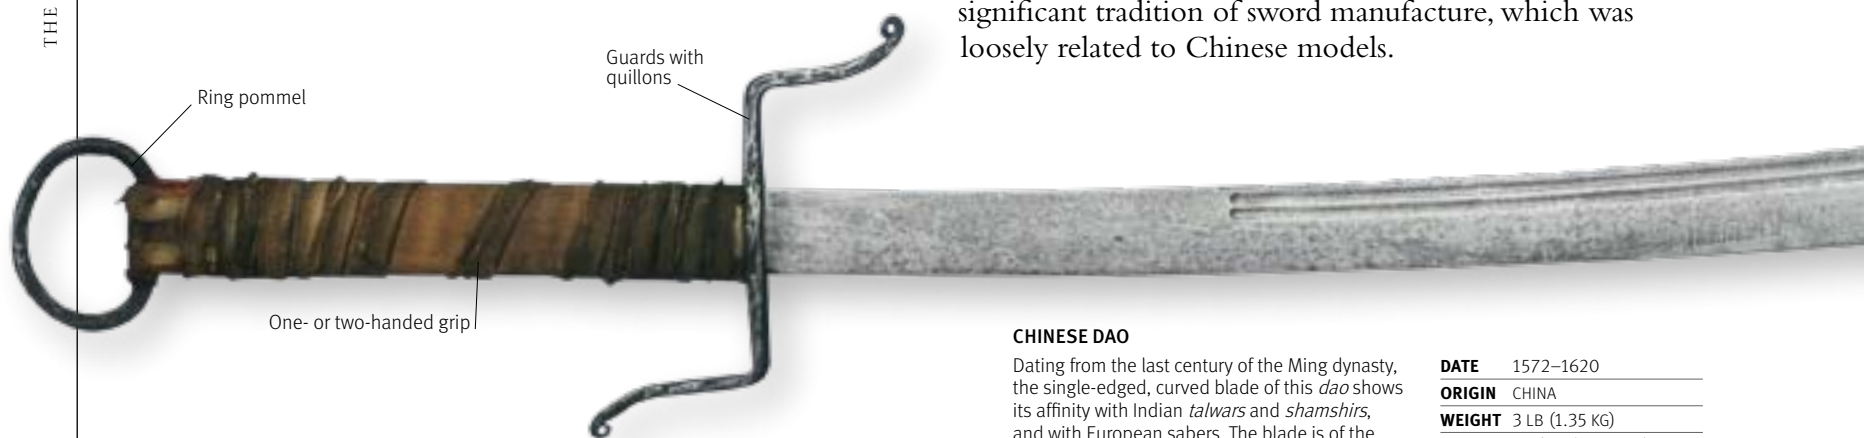 THE
significant tradition of sword manufacture, which was
loosely related to Chinese models.
Guards with
quillons
Ring pommel
One- or two-handed grip
CHINESE DAO
Dating from the last century of the Ming dynasty,
the single-edged, curved blade of this dao shows
its affinity with Indian talwars and shamshirs,
and with European sabers. The blade is of the
DATE 1572–1620
ORIGIN CHINA
WEIGHT 3 LB (1.35 KG)